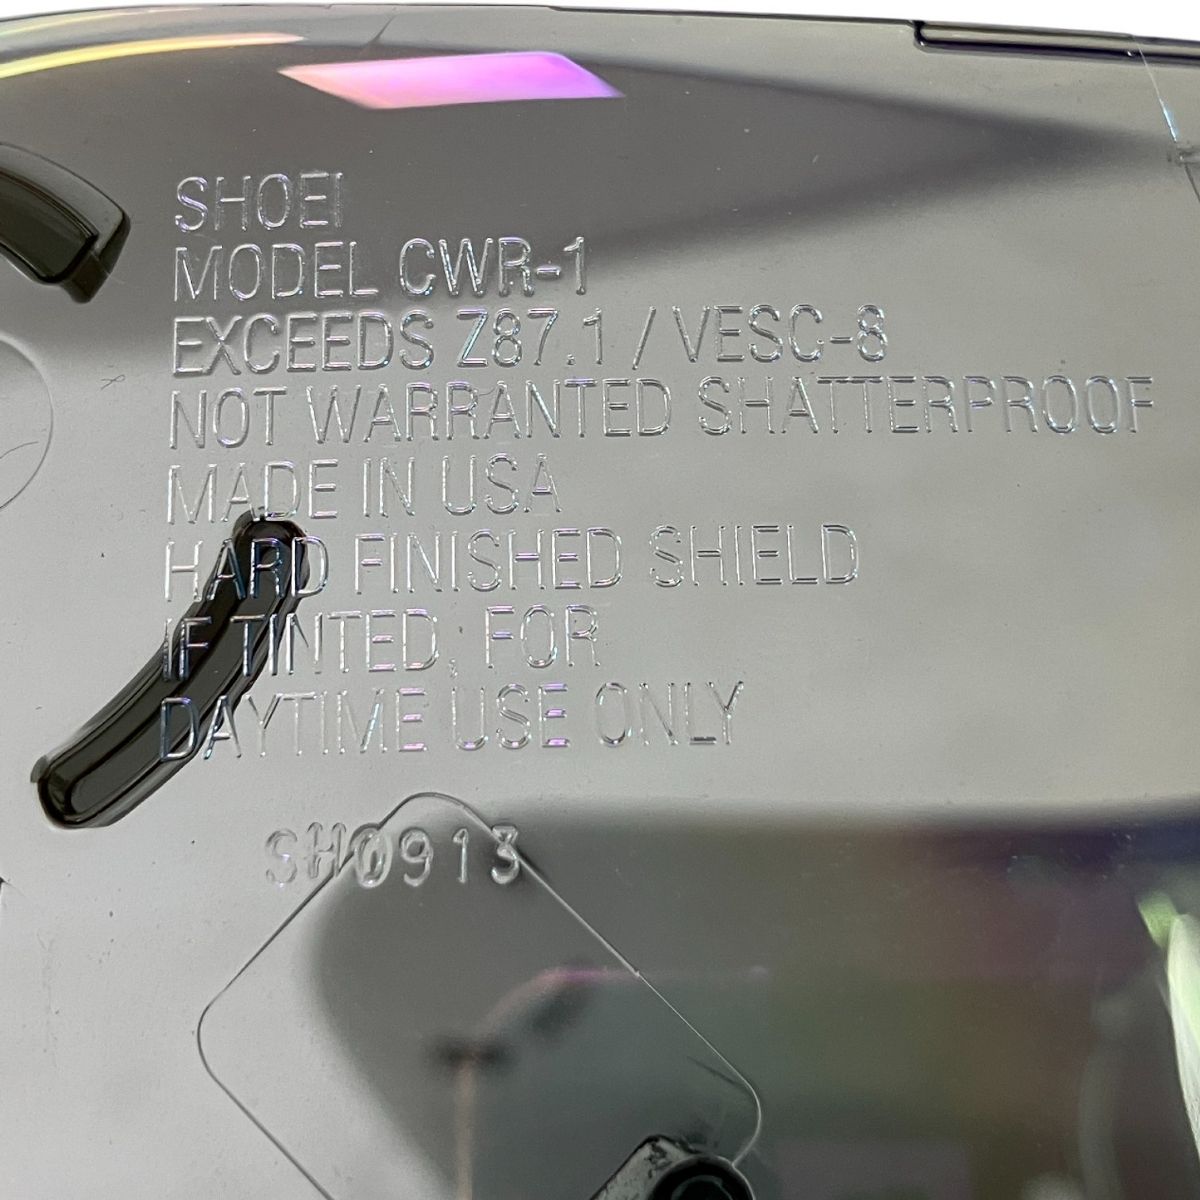 SHOEI
MODEL CWR-1
EXCEEDS Z87.1 / VESC-8
NOT WARRANTED SHATTERPROOF
MADE IN USA
HARD FINISHED SHIELD
IF TINTED, FOR
DAYTIME USE ONLY
SH0913